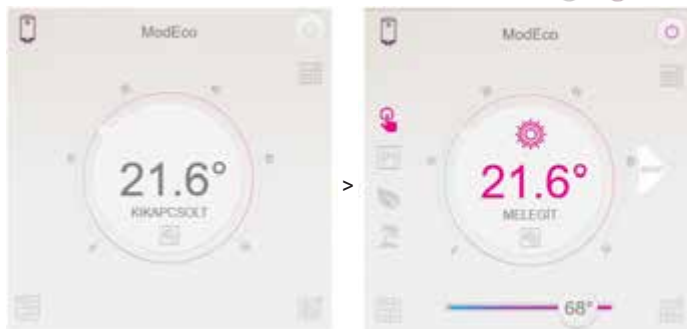 ModEco
21.6°
KIKAPCSOLT
>
ModEco
21.6°
MELEGÍT
68°